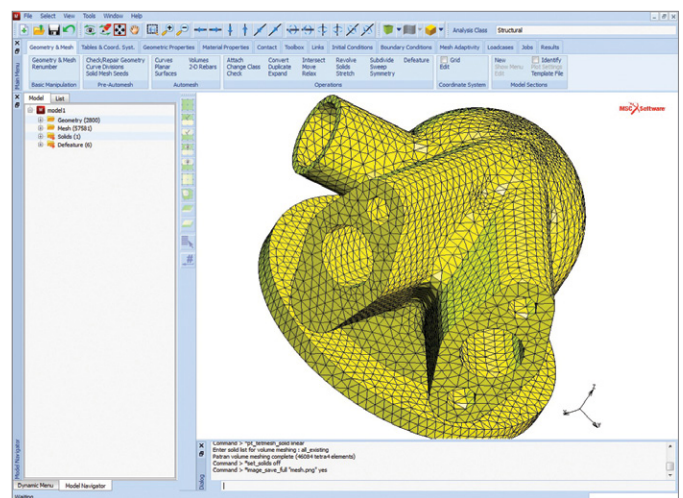 File Select View Tools Window Help
Analysis Class Structural
Geometry & Mesh Tables & Coord. Syst. Geometric Properties Material Properties Contact Toolbox Links Initial Conditions Boundary Conditions Mesh Adaptivity Loadcases Jobs Results
Geometry & Mesh Check/Repair Geometry Curves Volumes Attach Convert Intersect Revolve Subdivide Defeature Grid New Identify
Renumber Curve Divisions Planar 2-D Rebars Change Class Duplicate Move Solids Sweep Edit Show Menu Plot Settings
Solid Mesh Seeds Surfaces Check Expand Relax Stretch Symmetry Edit Template File
Basic Manipulation Pre-Automesh Automesh Operations Coordinate System Model Sections
Main Menu
Model List
model1
Geometry (2800)
Mesh (57581)
Solids (1)
Defeature (6)
MSC Software
Z
X
Y
Command > *pt_tetmesh_solid linear
Enter solid list for volume meshing : all_existing
Patran volume meshing complete (46084 tetra4 elements)
Command > *set_solids off
Command > *image_save_full "mesh.png" yes
Dialog
Model Navigator
Dynamic Menu Model Navigator
Waiting